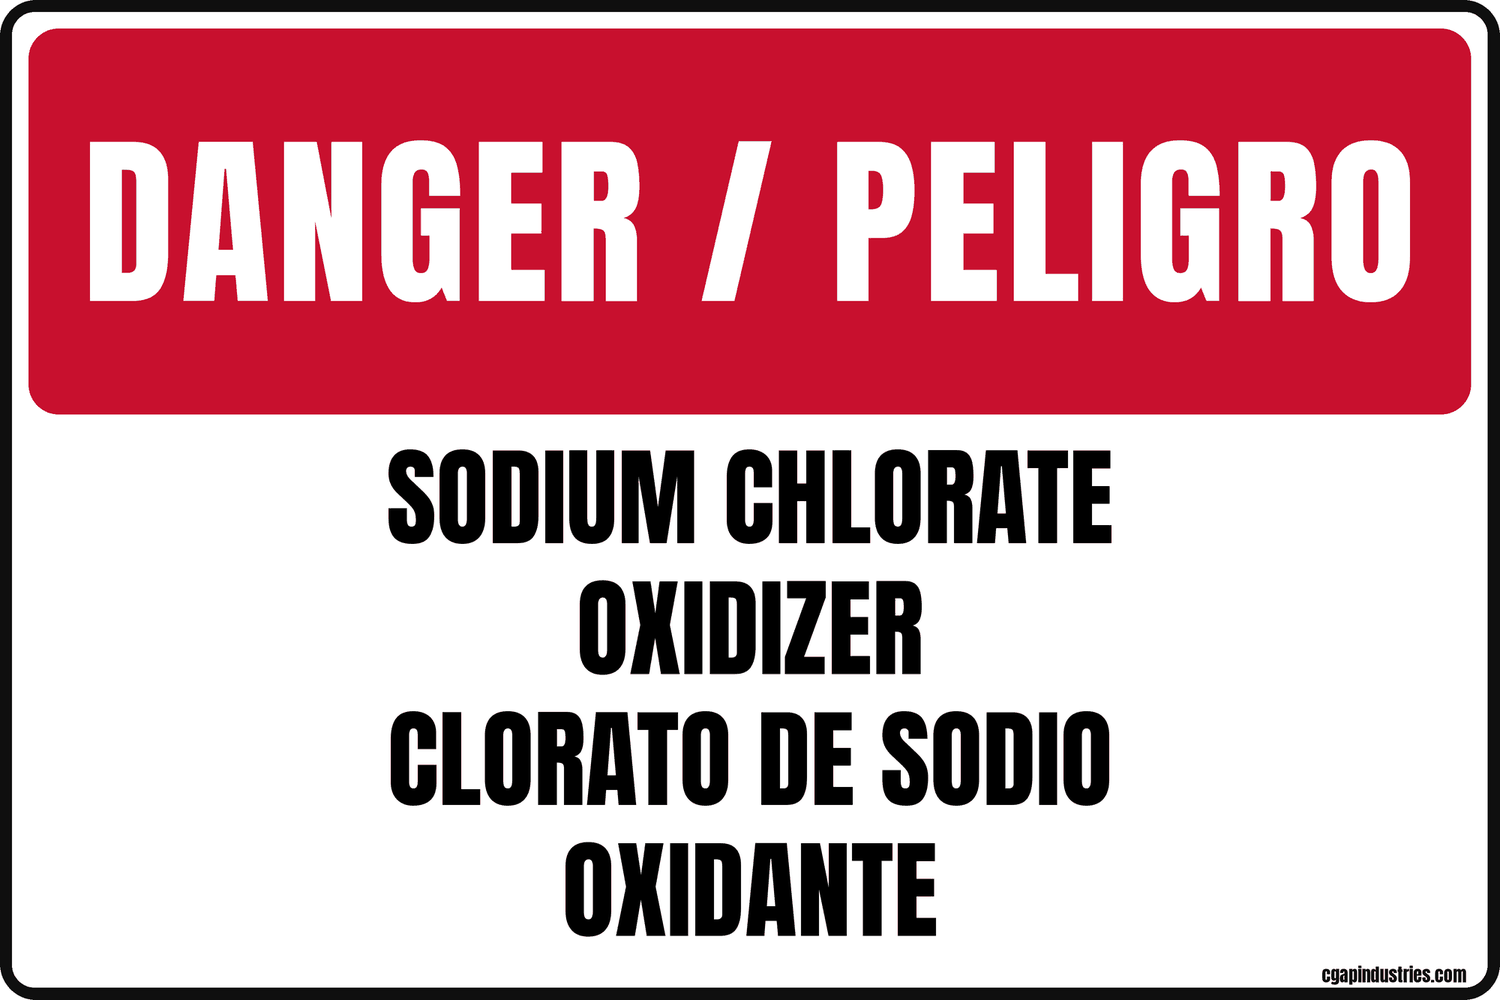 DANGER / PELIGRO
SODIUM CHLORATE
OXIDIZER
CLORATO DE SODIO
OXIDANTE
cgapindustries.com